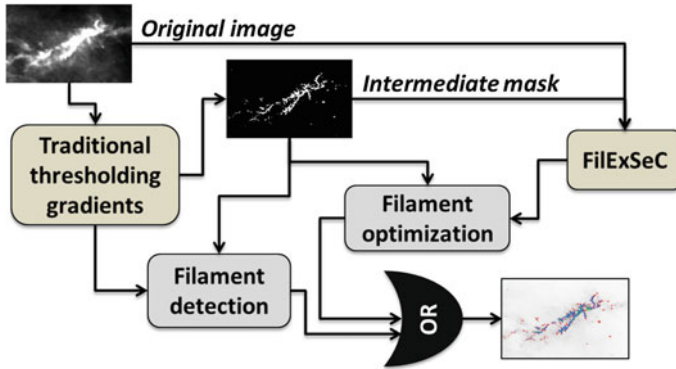 Original image
Intermediate mask
Traditional
thresholding
gradients
FilExSeC
Filament
optimization
Filament
detection
OR